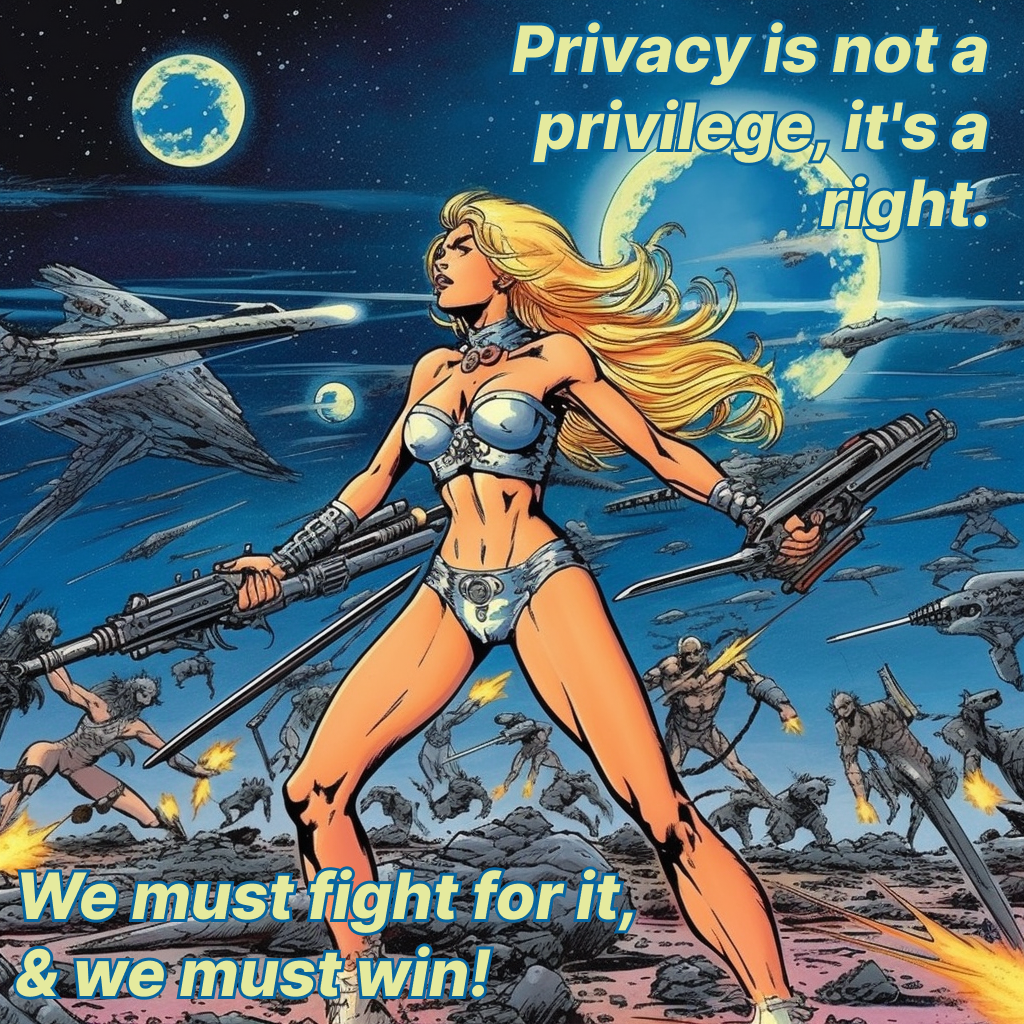 Privacy is not a
privilege, it's a
right.
We must fight for it,
& we must win!